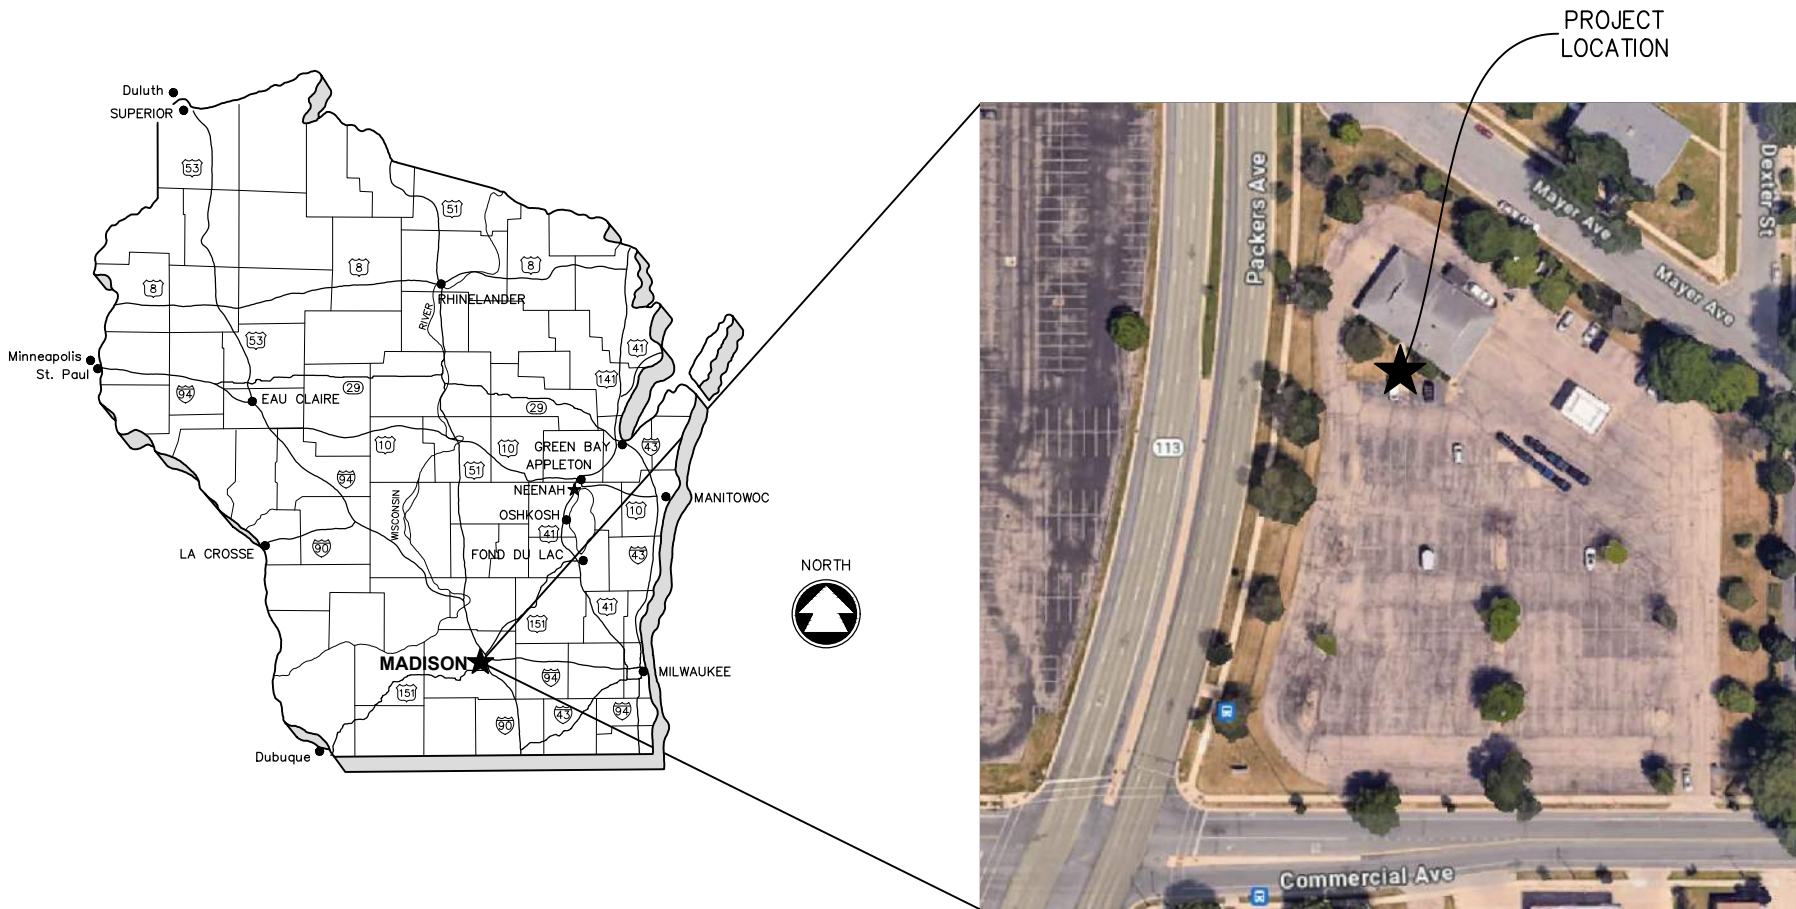 PROJECT
LOCATION
Duluth
SUPERIOR
53
51
8
8
8
RHINELANDER
RIVER
53
41
Minneapolis
St. Paul
141
94
29
EAU CLAIRE
29
10
10
GREEN BAY
43
APPLETON
51
94
NEENAH
MANITOWOC
WISCONSIN
OSHKOSH
10
41
90
LA CROSSE
FOND DU LAC
43
NORTH
41
151
MADISON
MILWAUKEE
94
151
94
43
90
Dubuque
Packers Ave
Mayer Ave
Dexter St
Mayer Ave
113
Commercial Ave